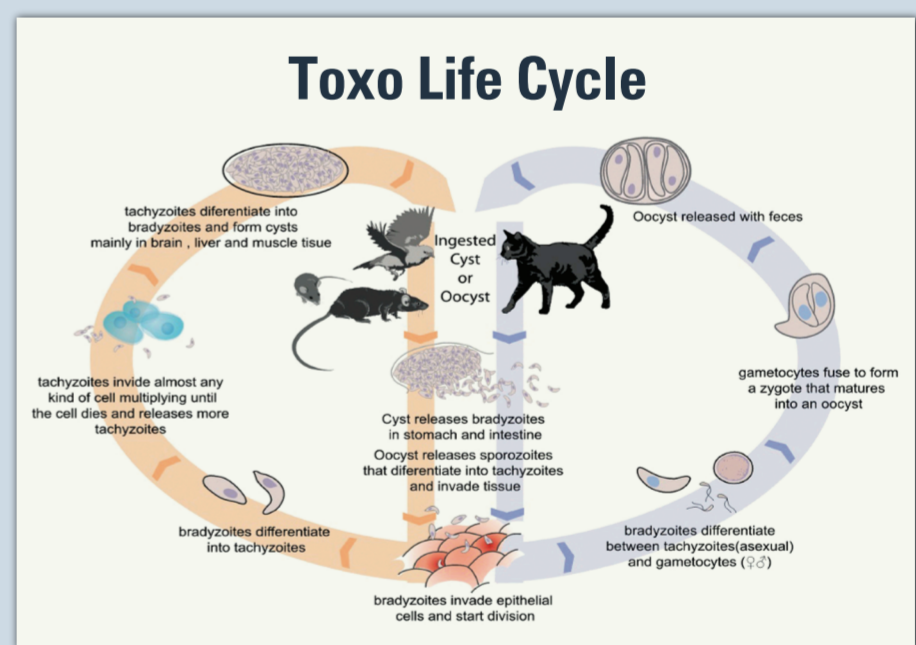 Toxo Life Cycle
tachyzoites diferentiate into
bradyzoites and form cysts
mainly in brain , liver and muscle tisue
Oocyst released with feces
Ingested
Cyst
or
Oocyst
tachyzoites invide almost any
kind of cell multiplying until
the cell dies and releases more
tachyzoites
gametocytes fuse to form
a zygote that matures
into an oocyst
Cyst releases bradyzoites
in stomach and intestine
Oocyst releases sporozoites
that diferentiate into tachyzoites
and invade tissue
bradyzoites differentiate
into tachyzoites
bradyzoites differentiate
between tachyzoites(asexual)
and gametocytes (♀♂)
bradyzoites invade epithelial
cells and start division